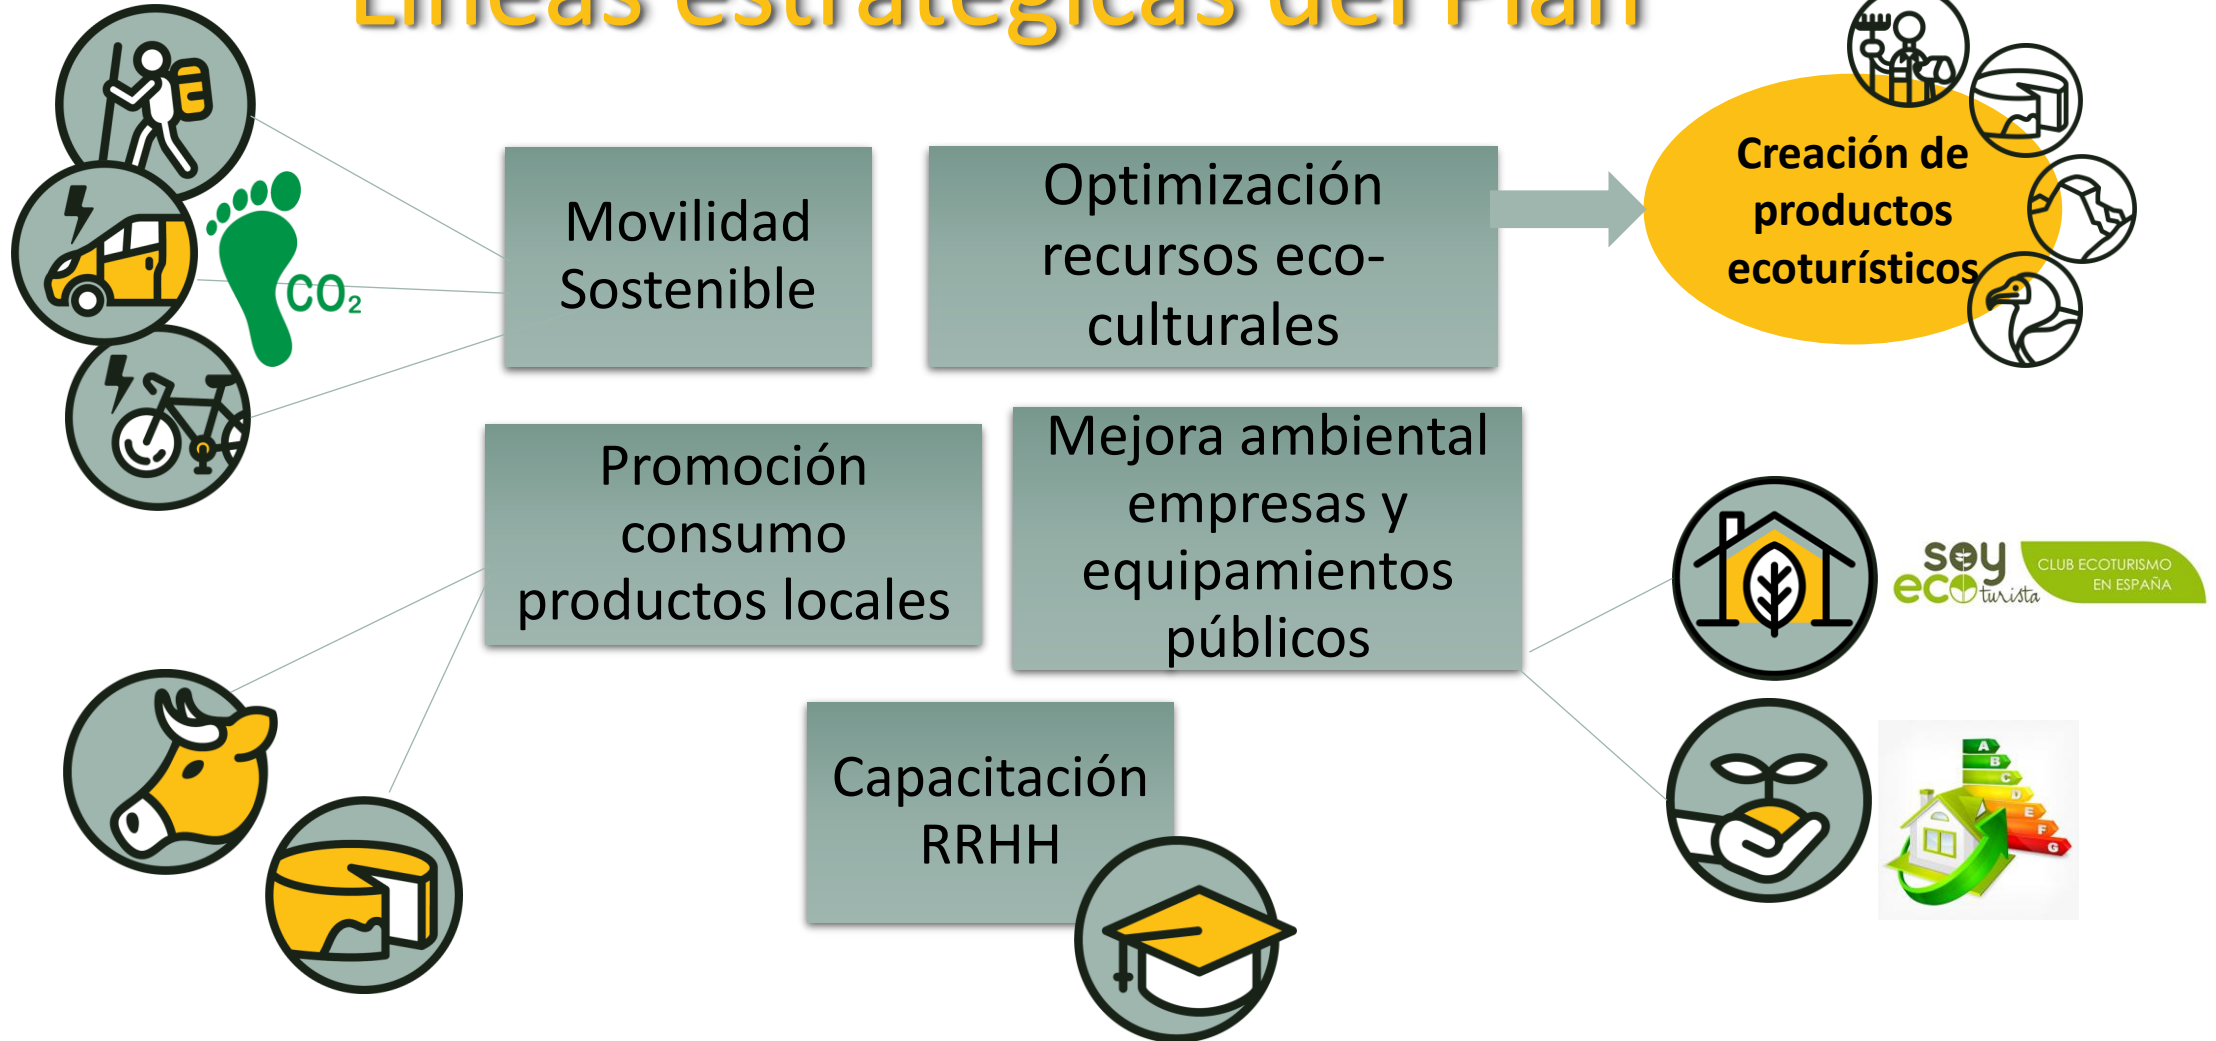 Líneas estratégicas del Plan
Movilidad
Sostenible
CO₂
Optimización
recursos eco-
culturales
Creación de
productos
ecoturísticos
Promoción
consumo
productos locales
Mejora ambiental
empresas y
equipamientos
públicos
soy
eco turista
CLUB ECOTURISMO
EN ESPAÑA
Capacitación
RRHH
A
B
C
D
E
F
G